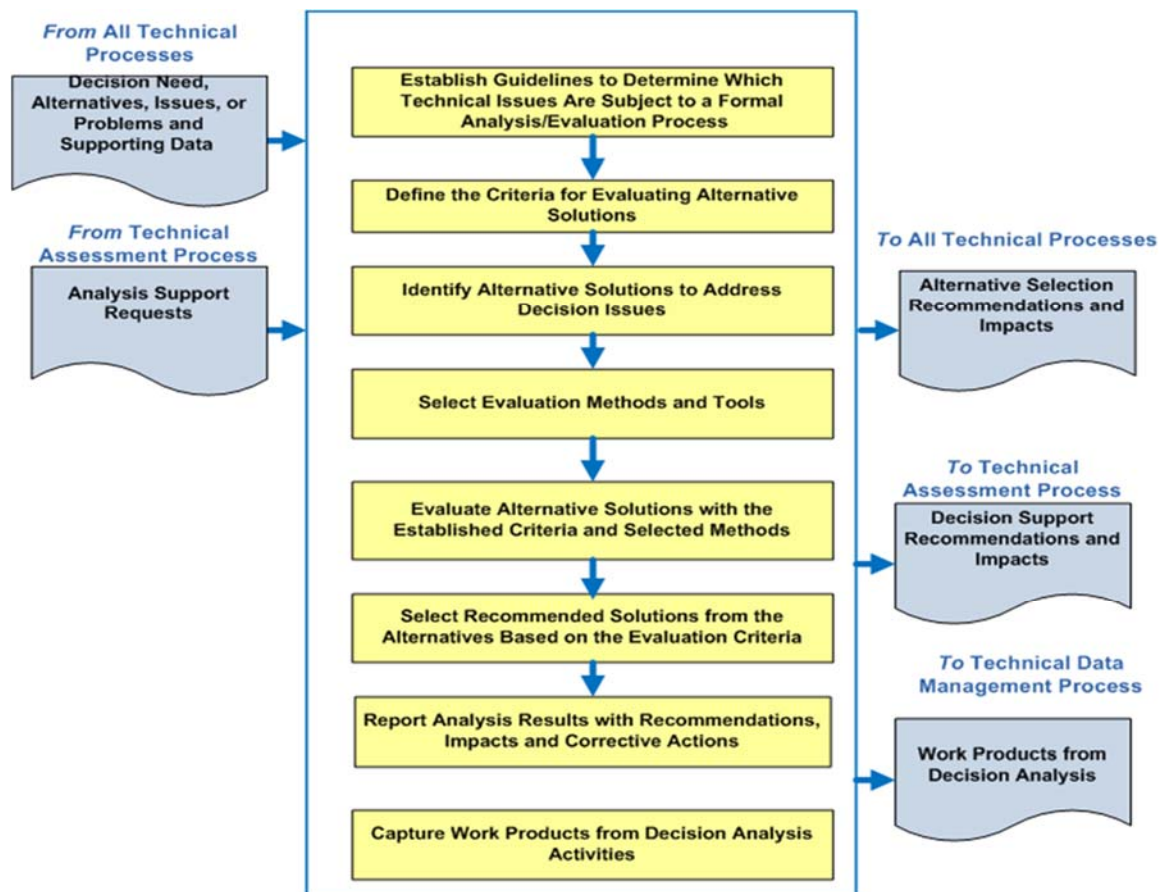 From All Technical
Processes
Decision Need,
Alternatives, Issues, or
Problems and
Supporting Data
From Technical
Assessment Process
Analysis Support
Requests
Establish Guidelines to Determine Which
Technical Issues Are Subject to a Formal
Analysis/Evaluation Process
Define the Criteria for Evaluating Alternative
Solutions
Identify Alternative Solutions to Address
Decision Issues
Select Evaluation Methods and Tools
Evaluate Alternative Solutions with the
Established Criteria and Selected Methods
Select Recommended Solutions from the
Alternatives Based on the Evaluation Criteria
Report Analysis Results with Recommendations,
Impacts and Corrective Actions
Capture Work Products from Decision Analysis
Activities
To All Technical Processes
Alternative Selection
Recommendations and
Impacts
To Technical
Assessment Process
Decision Support
Recommendations and
Impacts
To Technical Data
Management Process
Work Products from
Decision Analysis